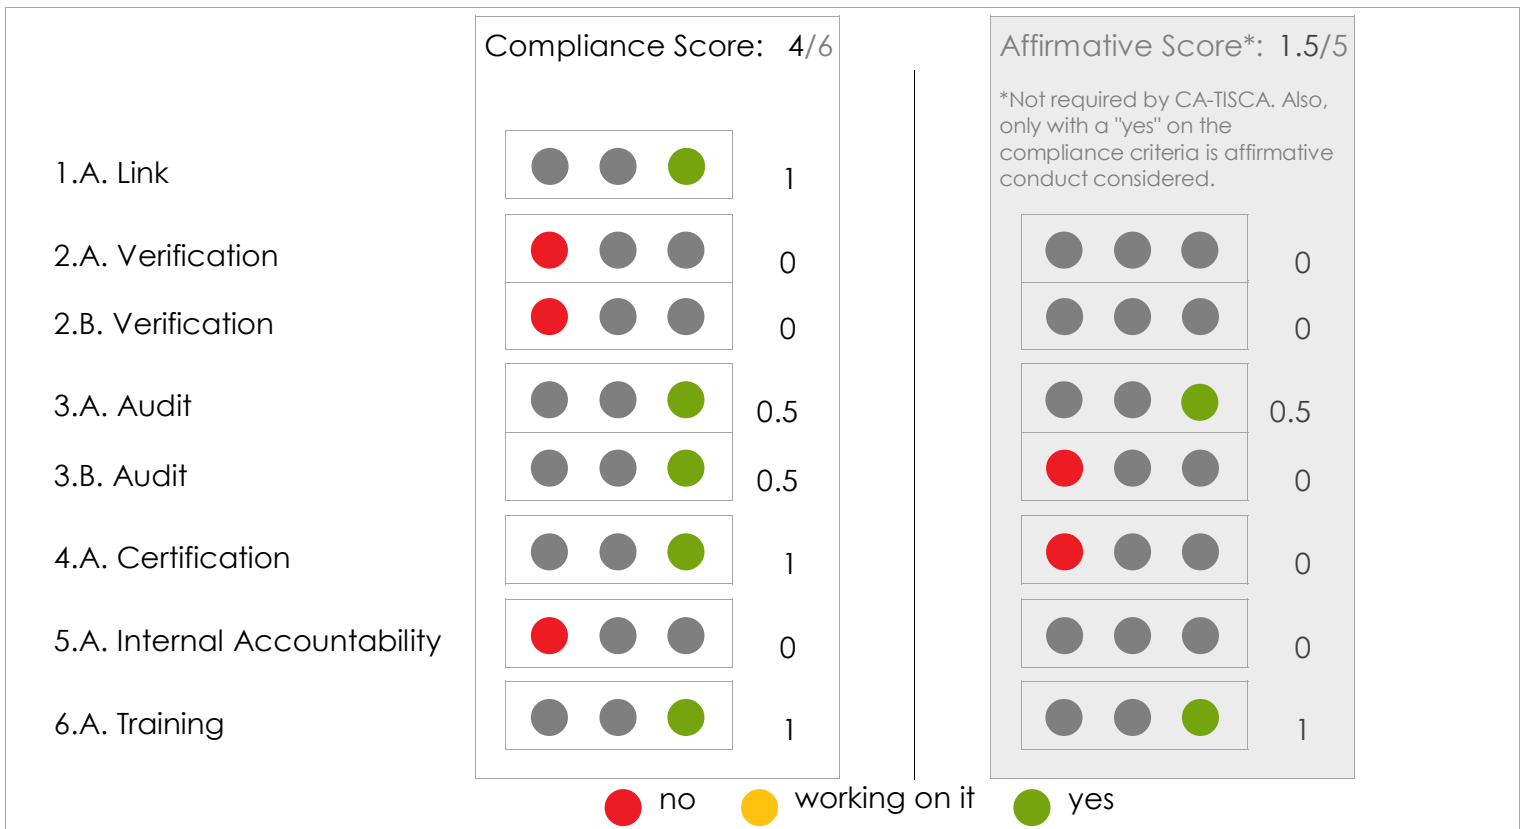 Compliance Score: 4/6
Affirmative Score*: 1.5/5
*Not required by CA-TISCA. Also,
only with a "yes" on the
compliance criteria is affirmative
conduct considered.
1.A. Link 1
2.A. Verification 0 0
2.B. Verification 0 0
3.A. Audit 0.5 0.5
3.B. Audit 0.5 0
4.A. Certification 1 0
5.A. Internal Accountability 0 0
6.A. Training 1 1
no working on it yes